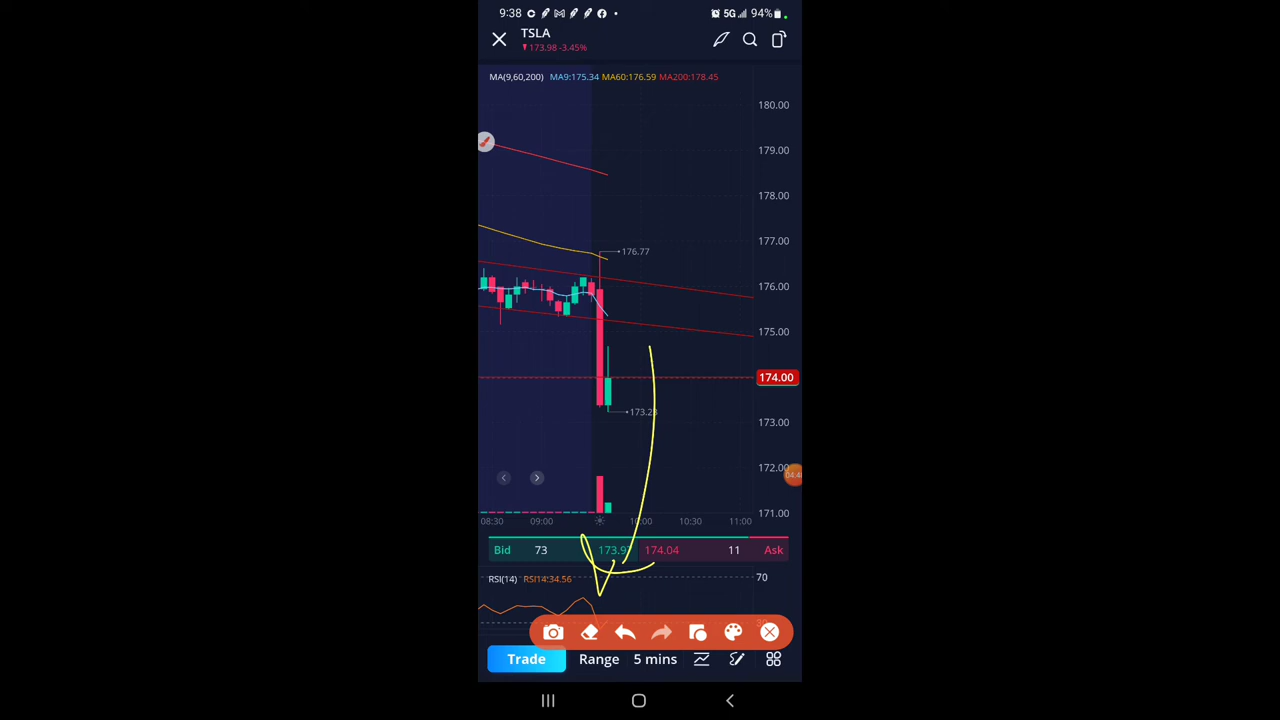 9:38 5G 94%
TSLA
173.98 -3.45%
MA(9,60,200) MA9:175.34 MA60:176.59 MA200:178.45
180.00
179.00
178.00
177.00
176.77
176.00
175.00
174.00
173.00
172.00
171.00
08:30 09:00 10:00 10:30 11:00
Bid 73 174.04 11 Ask
RSI(14) RSI14:34.56 70
Trade Range 5 mins